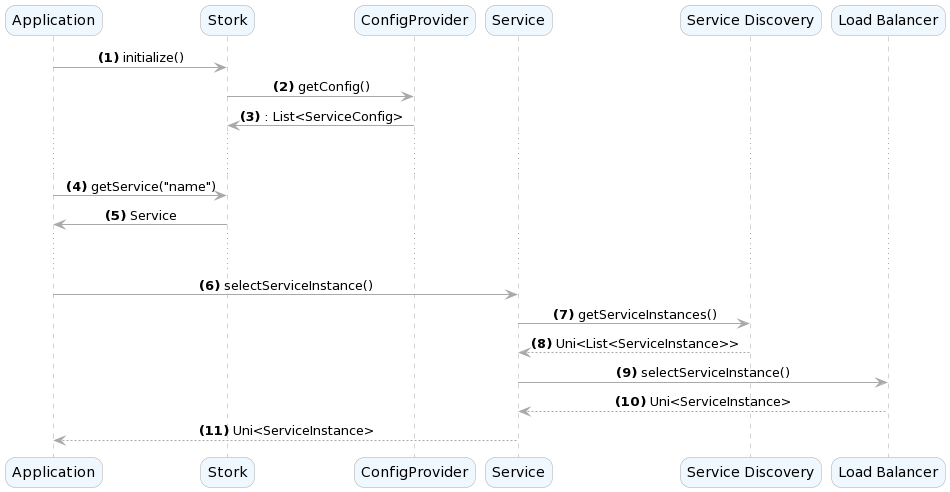 Application Stork ConfigProvider Service Service Discovery Load Balancer
(1) initialize()
(2) getConfig()
(3) : List<ServiceConfig>
(4) getService("name")
(5) Service
(6) selectServiceInstance()
(7) getServiceInstances()
(8) Uni<List<ServiceInstance>>
(9) selectServiceInstance()
(10) Uni<ServiceInstance>
(11) Uni<ServiceInstance>
Application Stork ConfigProvider Service Service Discovery Load Balancer